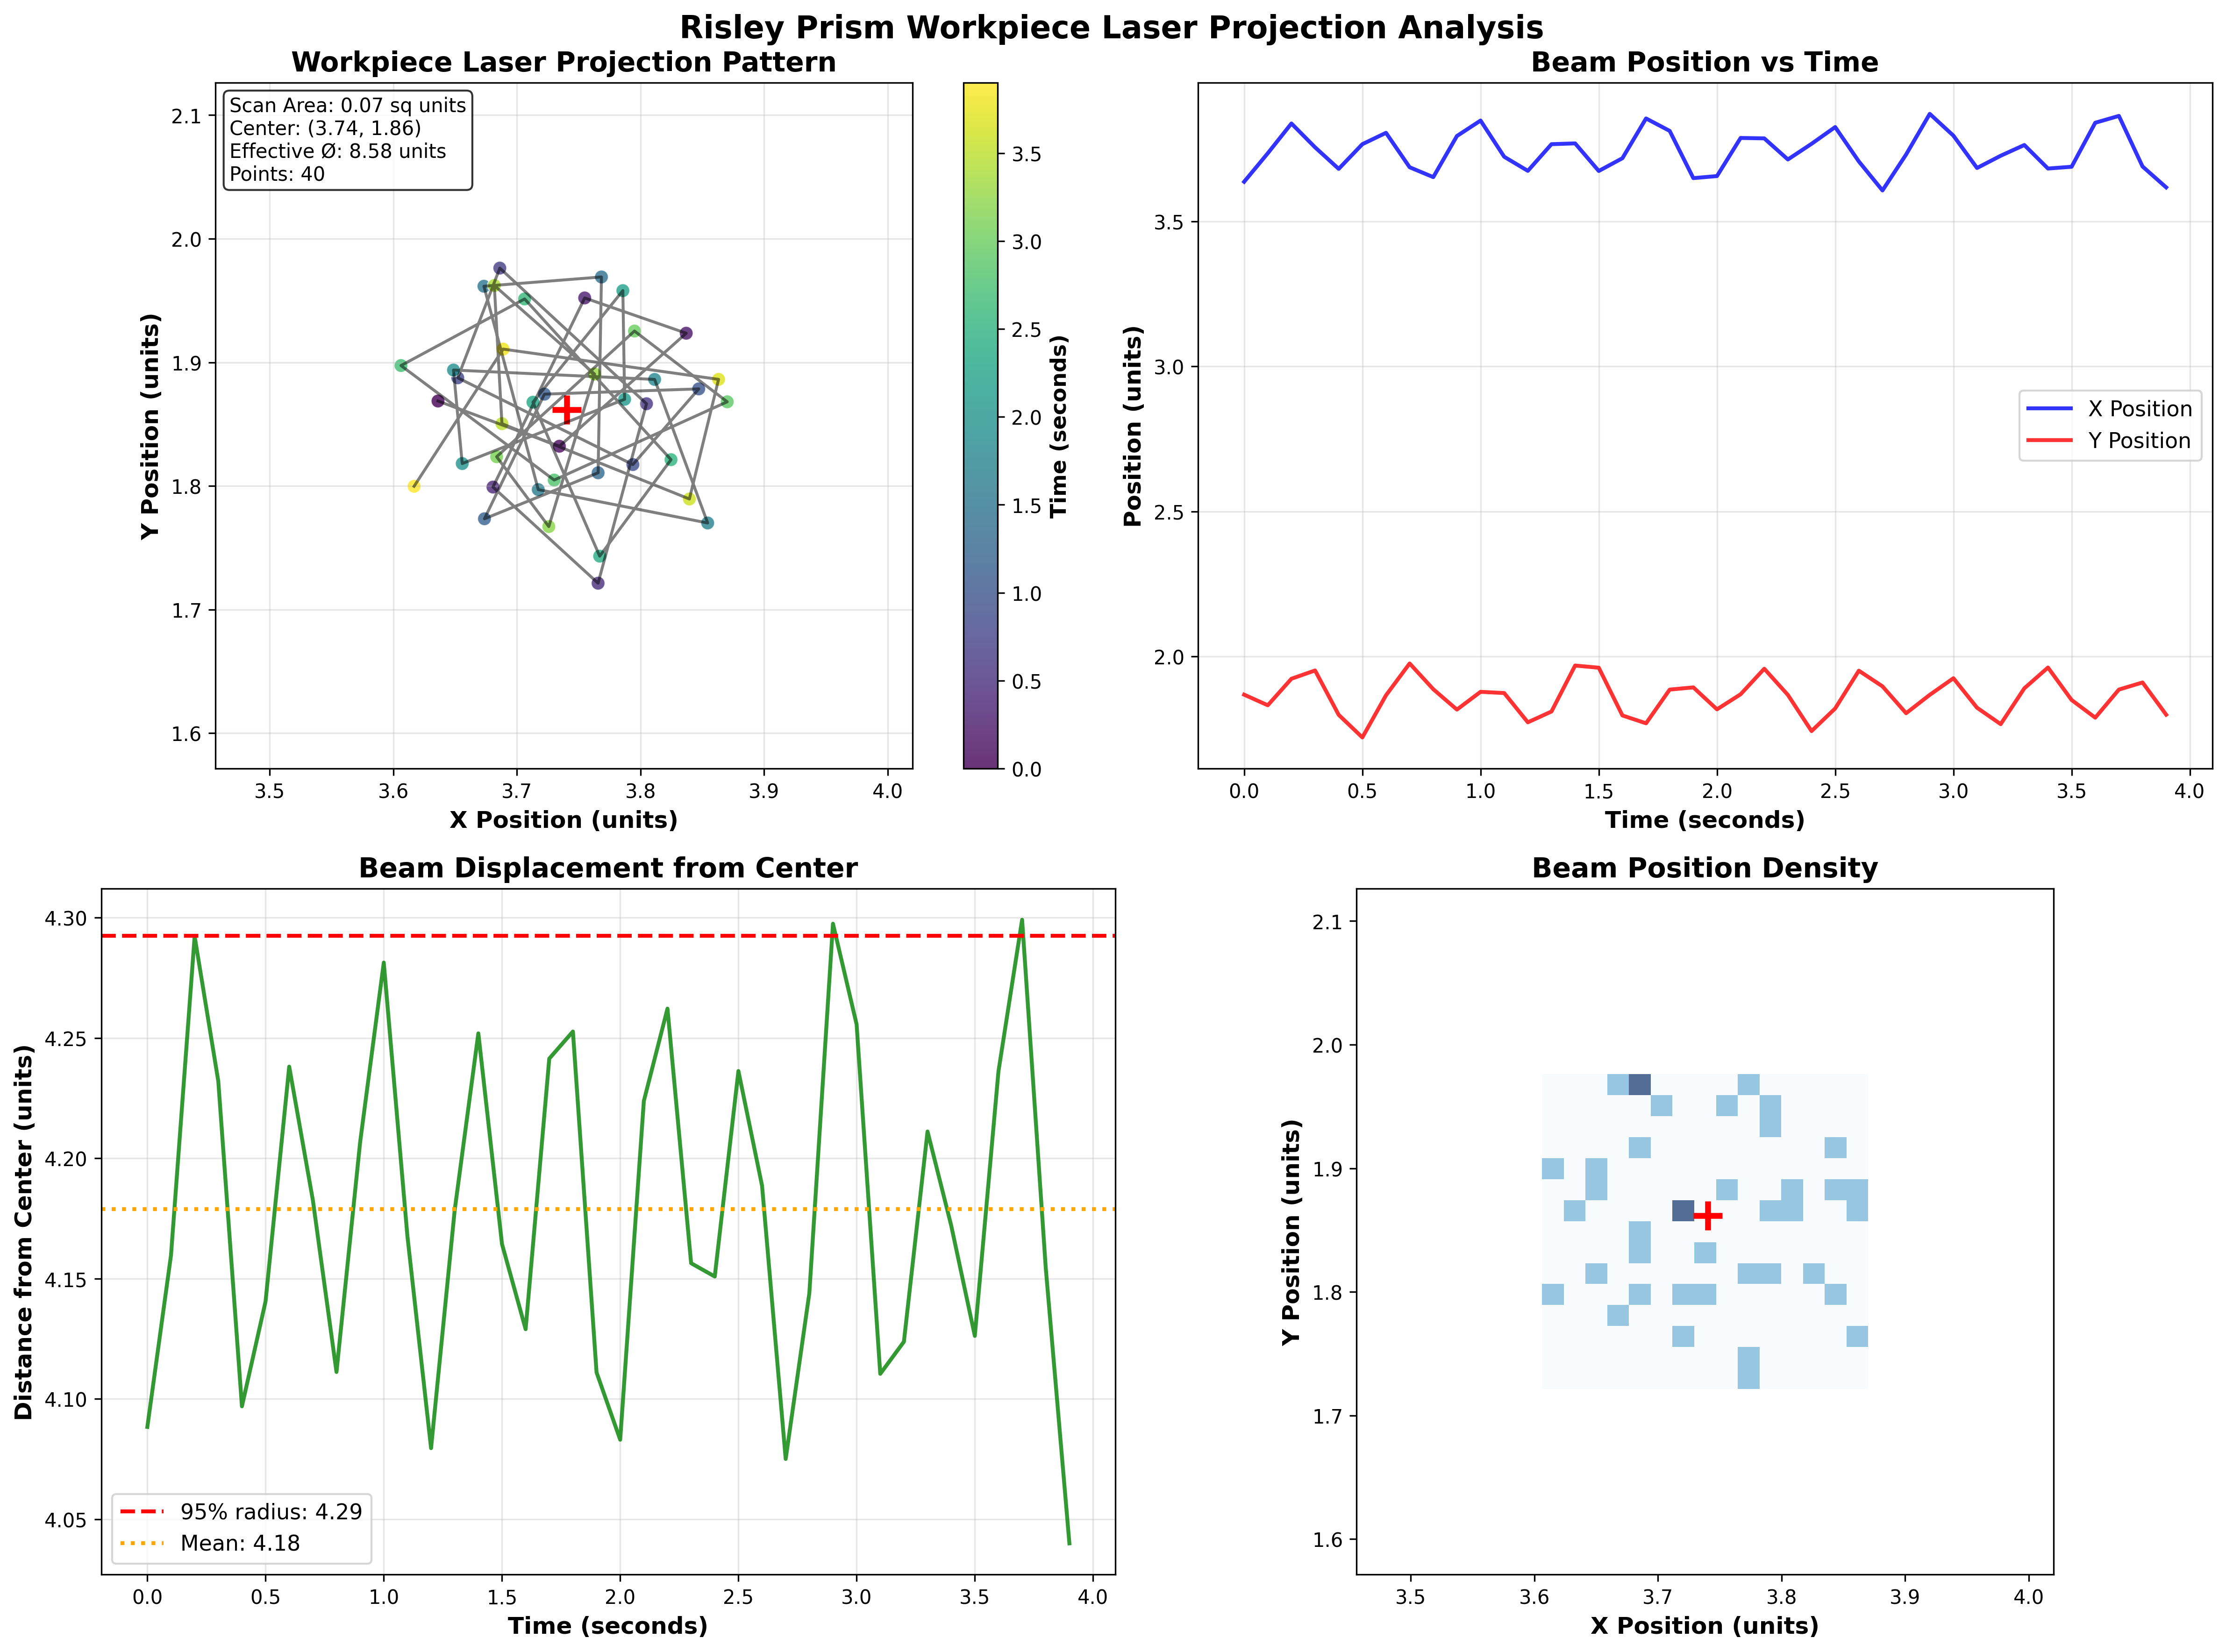 Risley Prism Workpiece Laser Projection Analysis
Workpiece Laser Projection Pattern
Scan Area: 0.07 sq units
Center: (3.74, 1.86)
Effective Ø: 8.58 units
Points: 40
2.1
2.0
1.9
1.8
1.7
1.6
Y Position (units)
3.5
3.6
3.7
3.8
3.9
4.0
X Position (units)
3.5
3.0
2.5
2.0
1.5
1.0
0.5
0.0
Time (seconds)
Beam Position vs Time
3.5
3.0
2.5
2.0
Position (units)
X Position
Y Position
0.0
0.5
1.0
1.5
2.0
2.5
3.0
3.5
4.0
Time (seconds)
Beam Displacement from Center
4.30
4.25
4.20
4.15
4.10
4.05
Distance from Center (units)
95% radius: 4.29
Mean: 4.18
0.0
0.5
1.0
1.5
2.0
2.5
3.0
3.5
4.0
Time (seconds)
Beam Position Density
2.1
2.0
1.9
1.8
1.7
1.6
Y Position (units)
3.5
3.6
3.7
3.8
3.9
4.0
X Position (units)